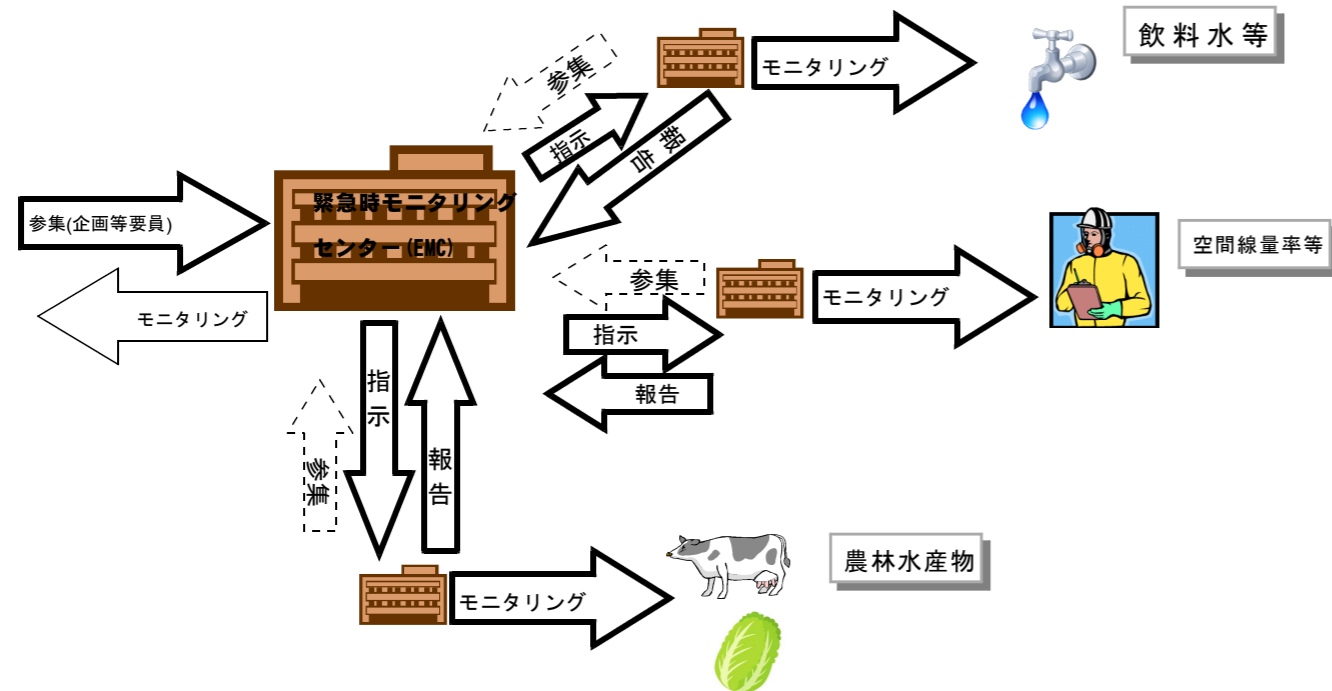 飲料水等
モニタリング
参集
指示
報告
緊急時モニタリング
センター(EMC)
参集(企画等要員)
モニタリング
空間線量率等
参集
モニタリング
指示
報告
指示
報告
参集
農林水産物
モニタリング